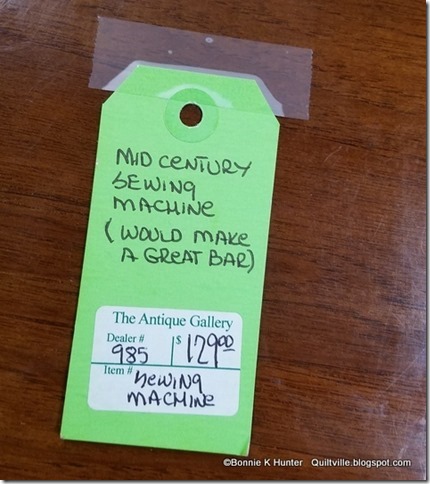 MID CENTURY
SEWING
MACHINE
(WOULD MAKE
A GREAT BAR)
The Antique Gallery
Dealer # 985 $129.00
Item # SEWING
MACHINE
©Bonnie K Hunter Quiltville.blogspot.com